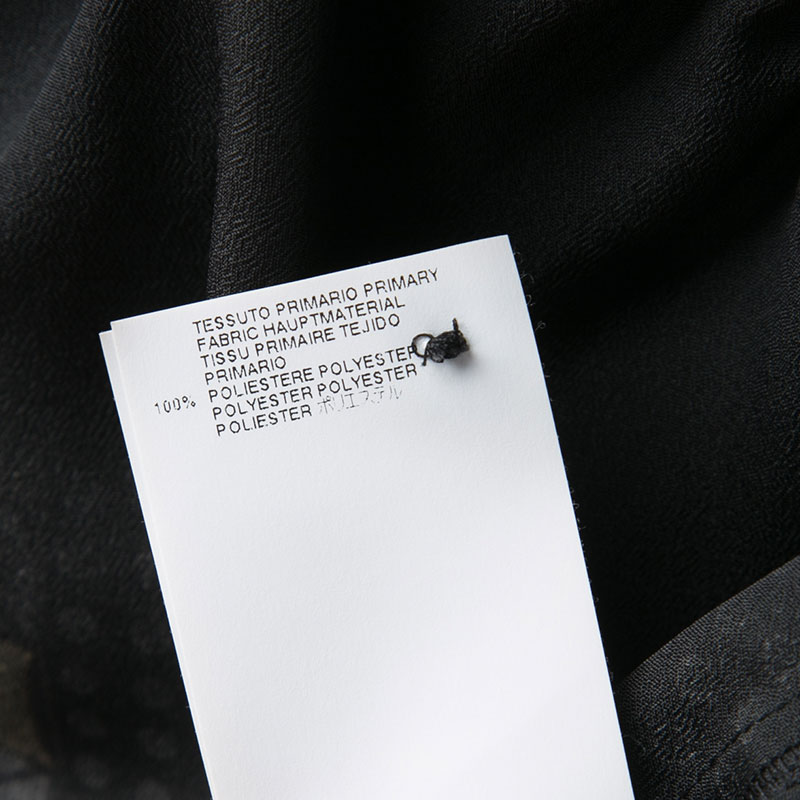 TESSUTO PRIMARIO PRIMARY
FABRIC HAUPTMATERIAL
TISSU PRIMAIRE TEJIDO
PRIMARIO
POLIESTERE POLYESTER
100% POLYESTER POLYESTER
POLIESTER ポリエステル